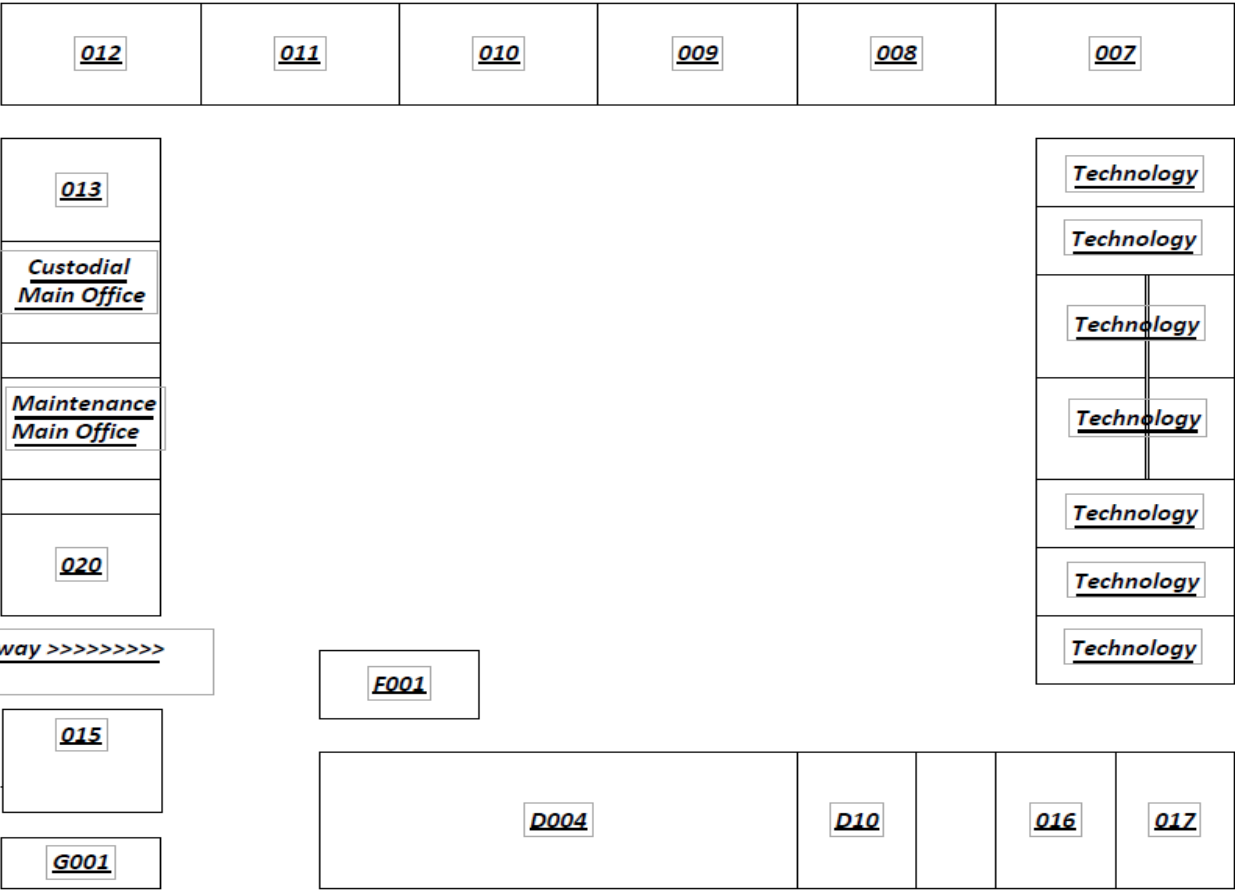 012
011
010
009
008
007
013
Custodial
Main Office
Maintenance
Main Office
020
way >>>>>>>>>
015
G001
F001
D004
D10
016
017
Technology
Technology
Technology
Technology
Technology
Technology
Technology